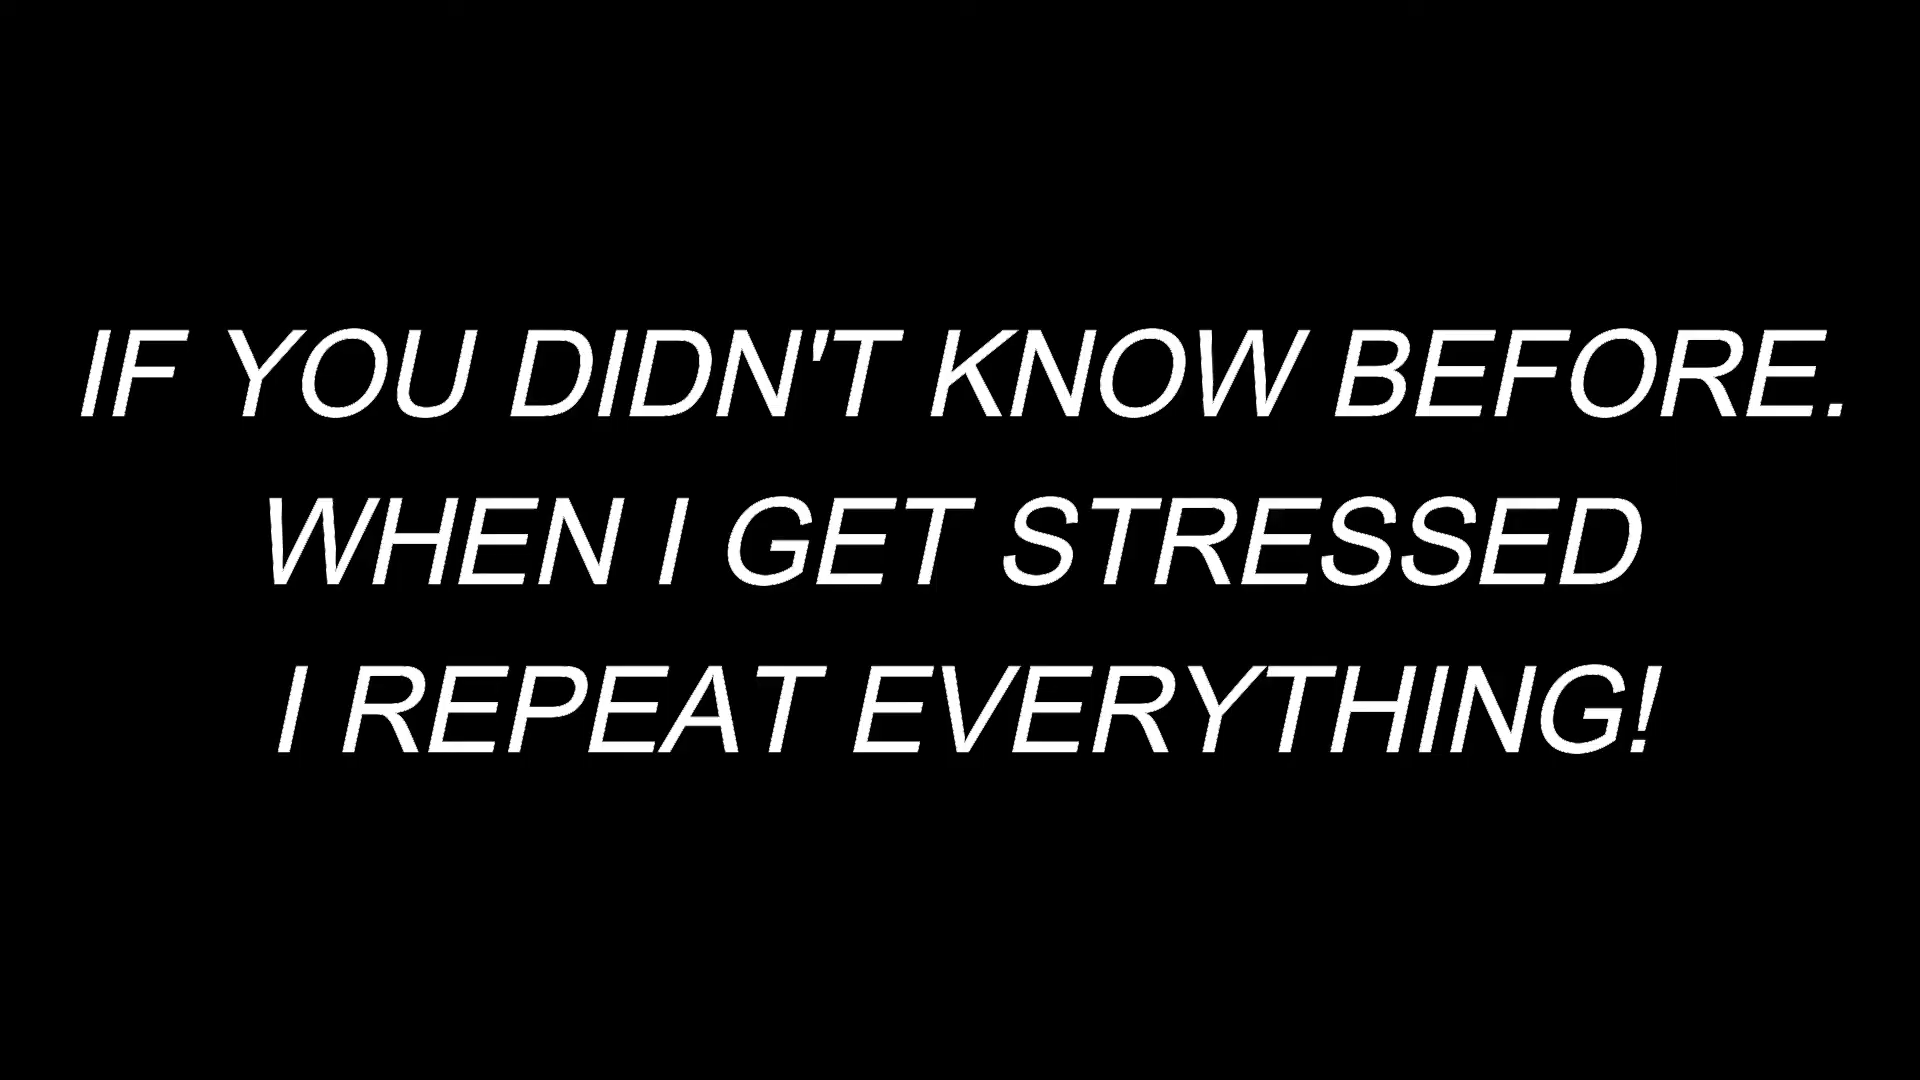 IF YOU DIDN'T KNOW BEFORE.
WHEN I GET STRESSED
I REPEAT EVERYTHING!